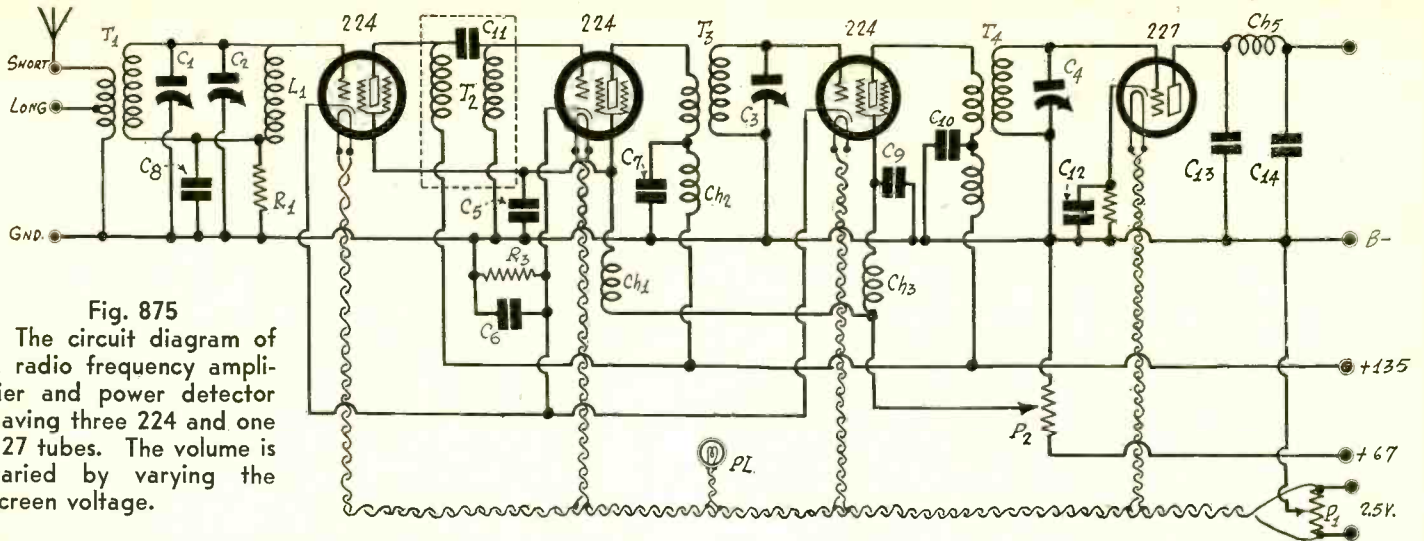 224
224
224
227
Ch5
T1
C1
C2
L1
C11
T2
T3
C3
T4
C4
SHORT
LONG
C8
R1
C5
C7
Ch2
C10
C9
C12
C13
C14
GND.
B-
R3
C6
Ch1
Ch3
+135
P2
+67
PL.
P1
2.5V.
Fig. 875
The circuit diagram of
radio frequency ampli-
ier and power detector
aving three 224 and one
27 tubes. The volume is
aried by varying the
creen voltage.